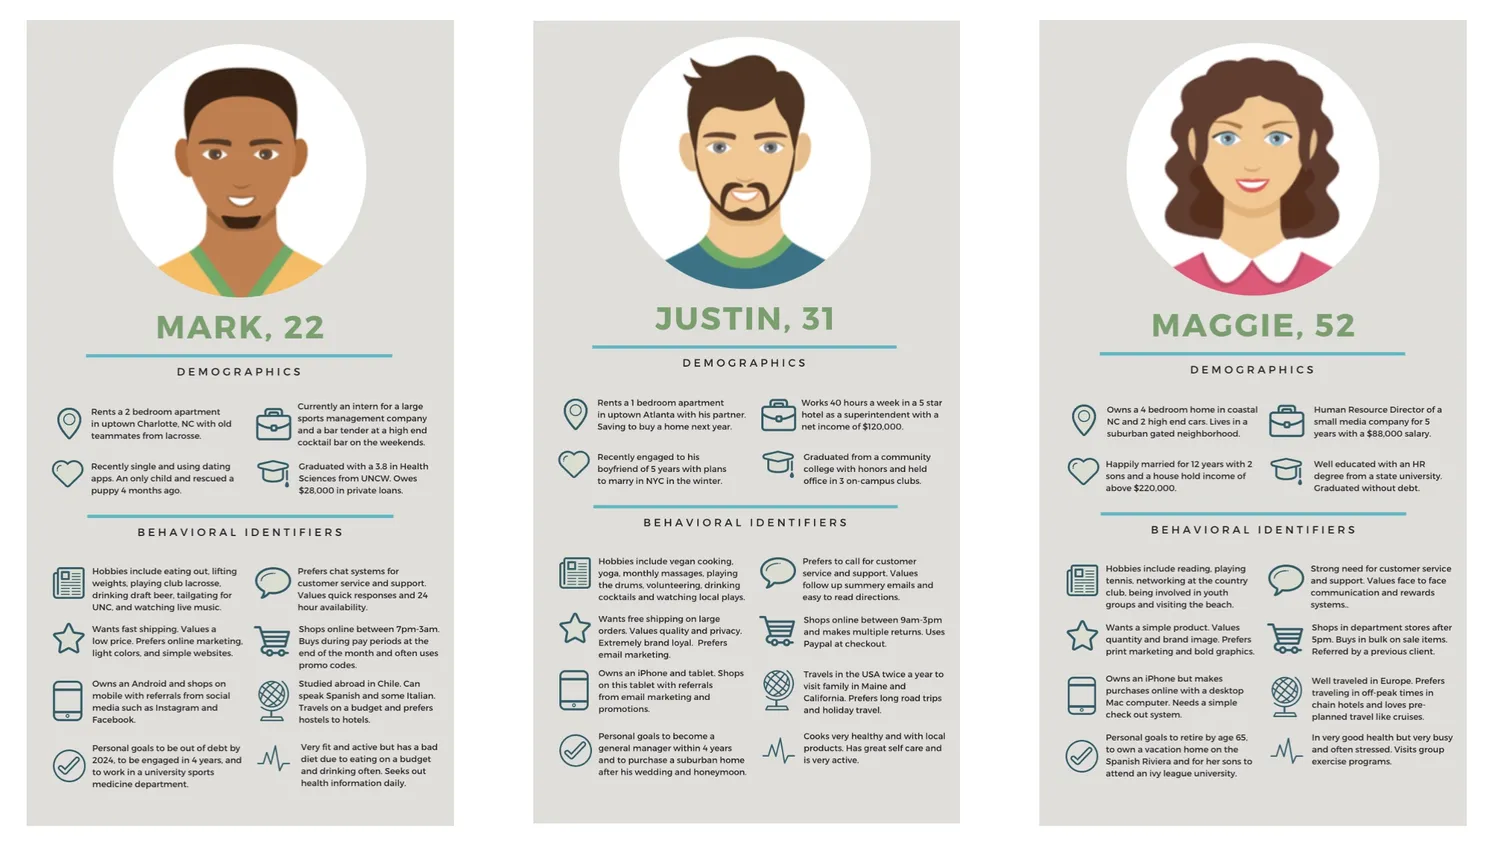 MARK, 22
DEMOGRAPHICS
Rents a 2 bedroom apartment
in uptown Charlotte, NC with old
teammates from lacrosse.
Currently an intern for a large
sports management company
and a bar tender at a high end
cocktail bar on the weekends.
Recently single and using dating
apps. An only child and rescued a
puppy 4 months ago.
Graduated with a 3.8 in Health
Sciences from UNCW. Owes
$28,000 in private loans.
BEHAVIORAL IDENTIFIERS
Hobbies include eating out, lifting
weights, playing club lacrosse,
drinking draft beer, tailgating for
UNC, and watching live music.
Prefers chat systems for
customer service and support.
Values quick responses and 24
hour availability.
Wants fast shipping. Values a
low price. Prefers online marketing,
light colors, and simple websites.
Shops online between 7pm-3am.
Buys during pay periods at the
end of the month and often uses
promo codes.
Owns an Android and shops on
mobile with referrals from social
media such as Instagram and
Facebook.
Studied abroad in Chile. Can
speak Spanish and some Italian.
Travels on a budget and prefers
hostels to hotels.
Personal goals to be out of debt by
2024, to be engaged in 4 years, and
to work in a university sports
medicine department.
Very fit and active but has a bad
diet due to eating on a budget
and drinking often. Seeks out
health information daily.
JUSTIN, 31
DEMOGRAPHICS
Rents a 1 bedroom apartment
in uptown Atlanta with his partner.
Saving to buy a home next year.
Works 40 hours a week in a 5 star
hotel as a superintendent with a
net income of $120,000.
Recently engaged to his
boyfriend of 5 years with plans
to marry in NYC in the winter.
Graduated from a community
college with honors and held
office in 3 on-campus clubs.
BEHAVIORAL IDENTIFIERS
Hobbies include vegan cooking,
yoga, monthly massages, playing
the drums, volunteering, drinking
cocktails and watching local plays.
Prefers to call for customer
service and support. Values
follow up summery emails and
easy to read directions.
Wants free shipping on large
orders. Values quality and privacy.
Extremely brand loyal. Prefers
email marketing.
Shops online between 9am-3pm
and makes multiple returns. Uses
Paypal at checkout.
Owns an iPhone and tablet. Shops
on this tablet with referrals
from email marketing and
promotions.
Travels in the USA twice a year to
visit family in Maine and
California. Prefers long road trips
and holiday travel.
Personal goals to become a
general manager within 4 years
and to purchase a suburban home
after his wedding and honeymoon.
Cooks very healthy and with local
products. Has great self care and
is very active.
MAGGIE, 52
DEMOGRAPHICS
Owns a 4 bedroom home in coastal
NC and 2 high end cars. Lives in a
suburban gated neighborhood.
Human Resource Director of a
small media company for 5
years with a $88,000 salary.
Happily married for 12 years with 2
sons and a house hold income of
above $220,000.
Well educated with an HR
degree from a state university.
Graduated without debt.
BEHAVIORAL IDENTIFIERS
Hobbies include reading, playing
tennis, networking at the country
club, being involved in youth
groups and visiting the beach.
Strong need for customer service
and support. Values face to face
communication and rewards
systems..
Wants a simple product. Values
quantity and brand image. Prefers
print marketing and bold graphics.
Shops in department stores after
5pm. Buys in bulk on sale items.
Referred by a previous client.
Owns an iPhone but makes
purchases online with a desktop
Mac computer. Needs a simple
check out system.
Well traveled in Europe. Prefers
traveling in off-peak times in
chain hotels and loves pre-
planned travel like cruises.
Personal goals to retire by age 65,
to own a vacation home on the
Spanish Riviera and for her sons to
attend an ivy league university.
In very good health but very busy
and often stressed. Visits group
exercise programs.